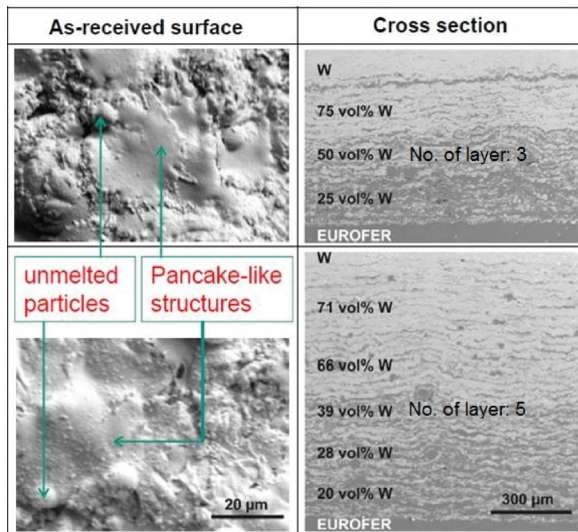 As-received surface
Cross section
W
75 vol% W
50 vol% W
No. of layer: 3
25 vol% W
EUROFER
unmelted
particles
Pancake-like
structures
20 µm
W
71 vol% W
66 vol% W
39 vol% W
No. of layer: 5
28 vol% W
20 vol% W
300 µm
EUROFER